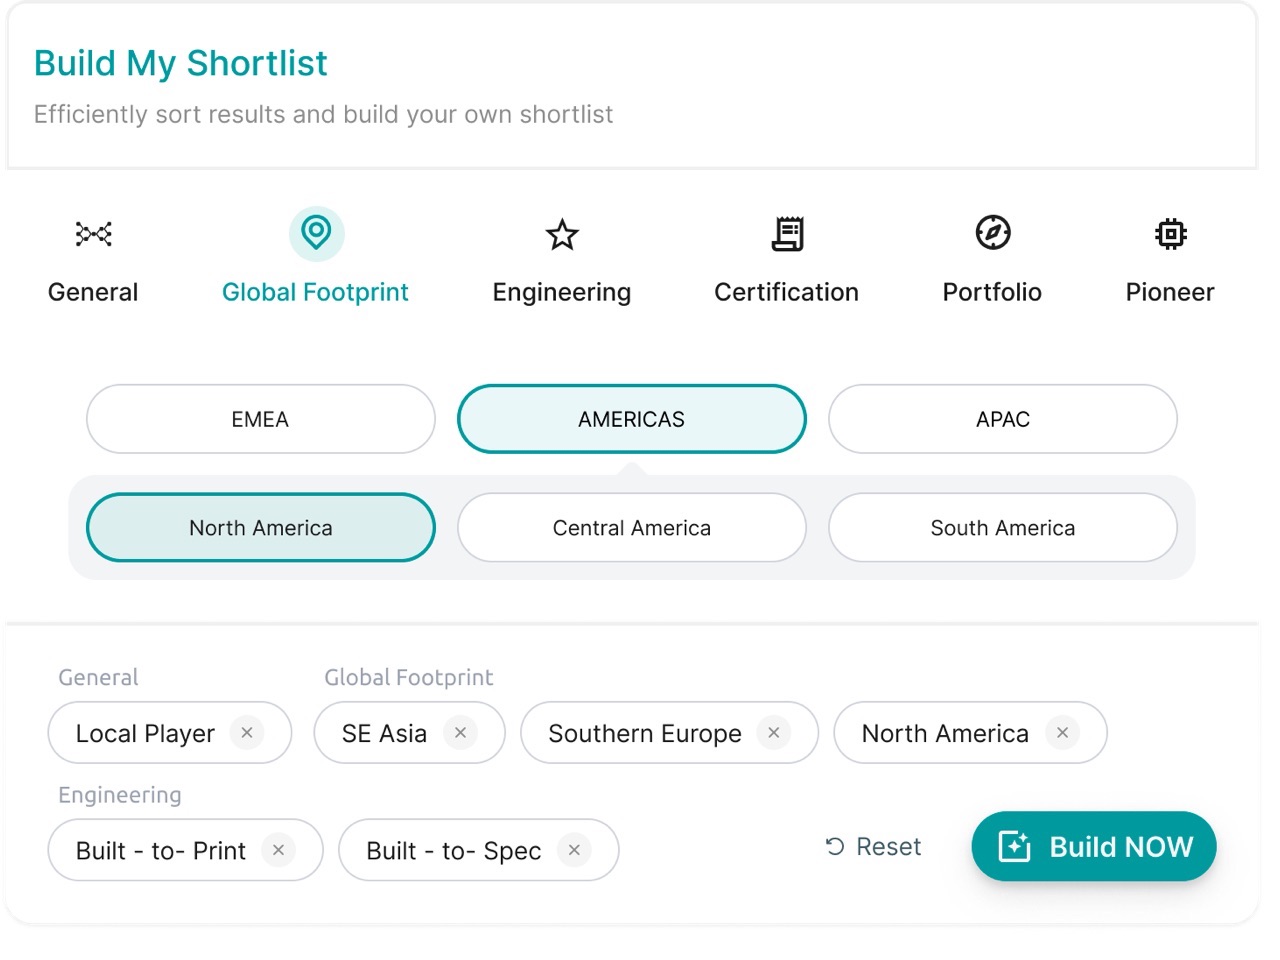 Build My Shortlist
Efficiently sort results and build your own shortlist
General Global Footprint Engineering Certification Portfolio Pioneer
EMEA AMERICAS APAC
North America Central America South America
General Global Footprint
Local Player × SE Asia × Southern Europe × North America ×
Engineering
Built - to- Print × Built - to- Spec × Reset Build NOW